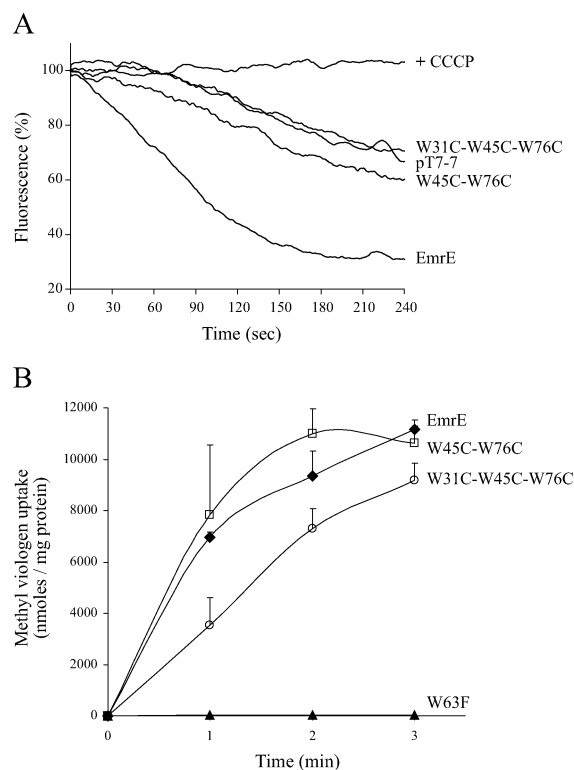 A
+ CCCP
W31C-W45C-W76C
pT7-7
W45C-W76C
EmrE
Fluorescence (%)
100
80
60
40
20
0 30 60 90 120 150 180 210 240
Time (sec)
B
EmrE
W45C-W76C
W31C-W45C-W76C
W63F
Methyl viologen uptake
(nmoles / mg protein)
12000
10000
8000
6000
4000
2000
0
0 1 2 3
Time (min)